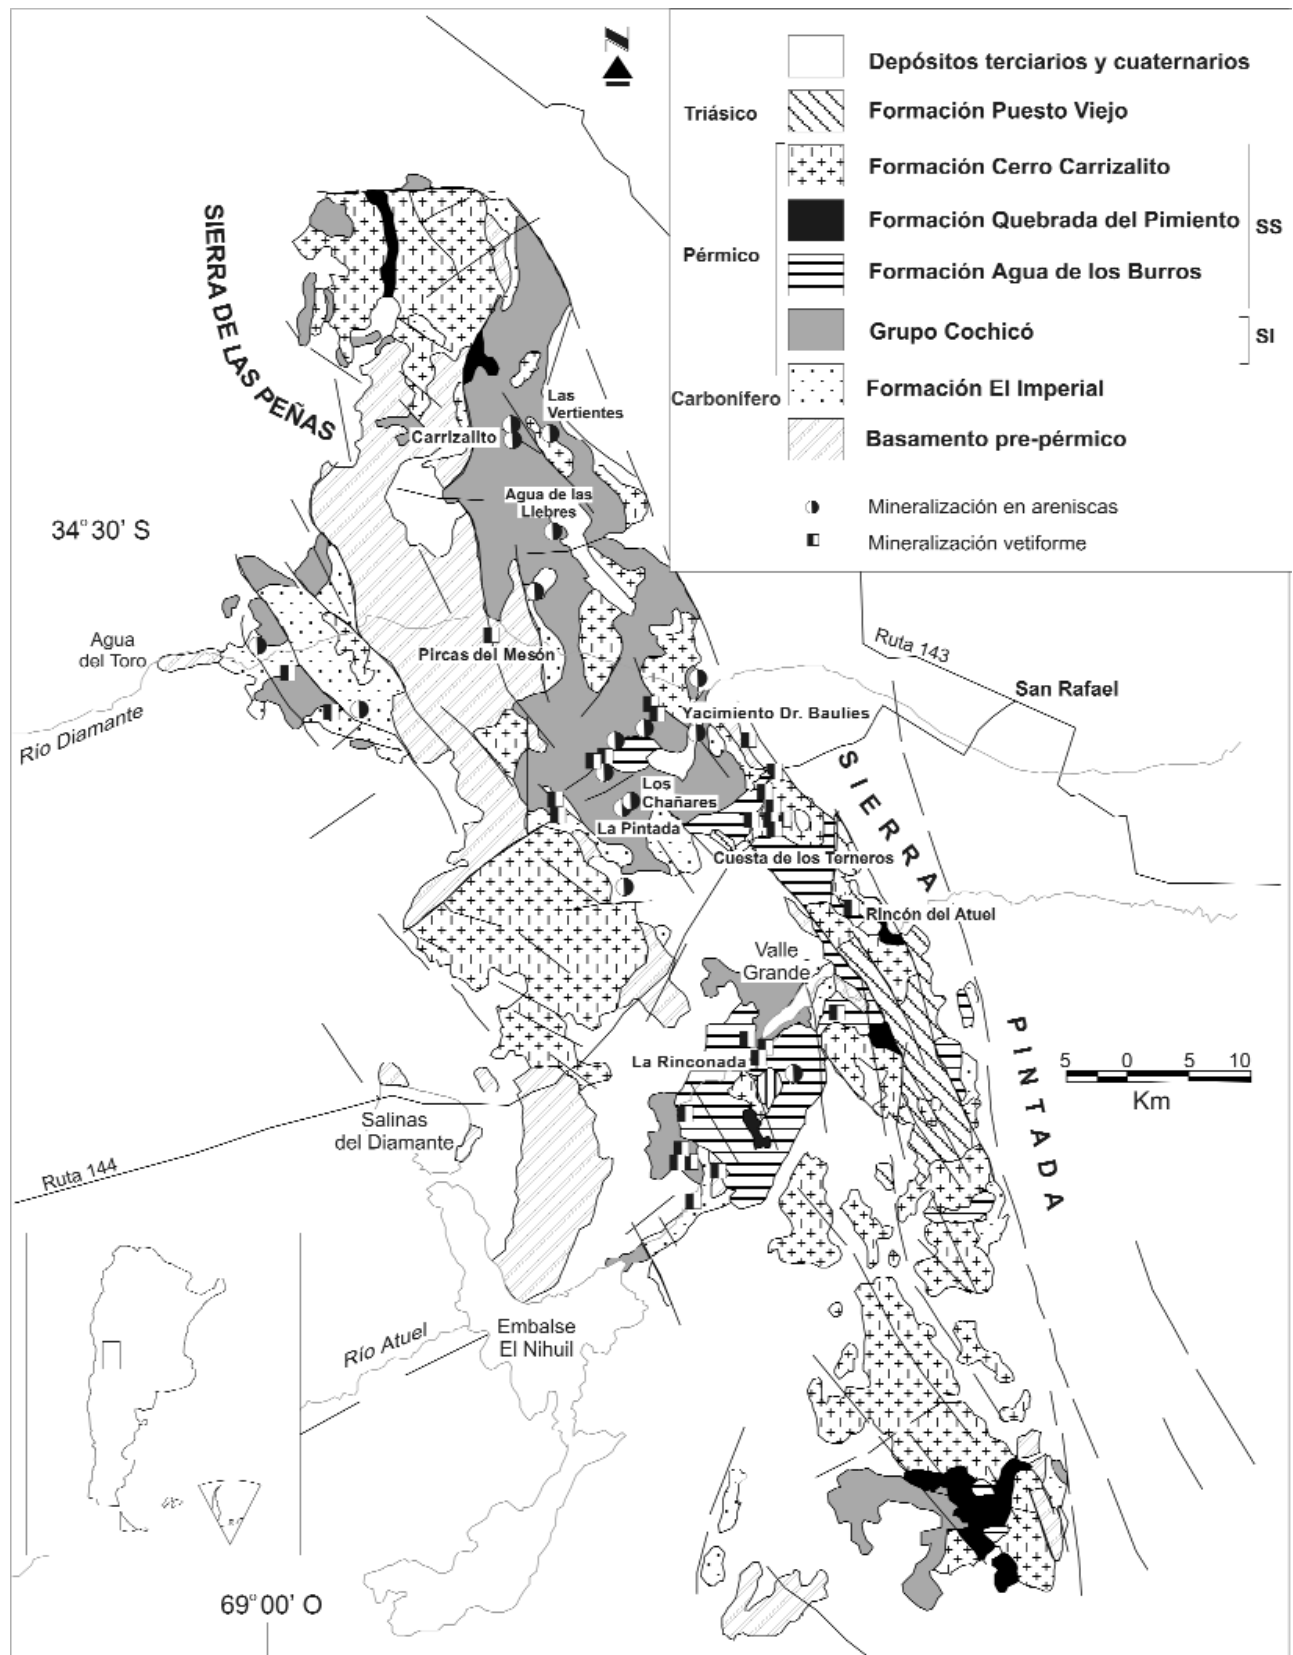 N
Depósitos terciarios y cuaternarios
Triásico
Formación Puesto Viejo
Formación Cerro Carrizalito
Formación Quebrada del Pimiento
SS
Pérmico
Formación Agua de los Burros
Grupo Cochicó
SI
Carbonífero
Formación El Imperial
Basamento pre-pérmico
Mineralización en areniscas
Mineralización vetiforme
SIERRA DE LAS PEÑAS
Las
Vertientes
Carrizalito
Agua de las
Llebres
34°30' S
Agua
del Toro
Pircas del Mesón
Ruta 143
San Rafael
Río Diamante
Yacimiento Dr. Baulies
SIERRA
Los
Chañares
La Pintada
Cuesta de los Terneros
Rincón del Atuel
Valle
Grande
PINTADA
La Rinconada
5 0 5 10
Km
Salinas
del Diamante
Ruta 144
Embalse
El Nihuil
Río Atuel
69°00' O